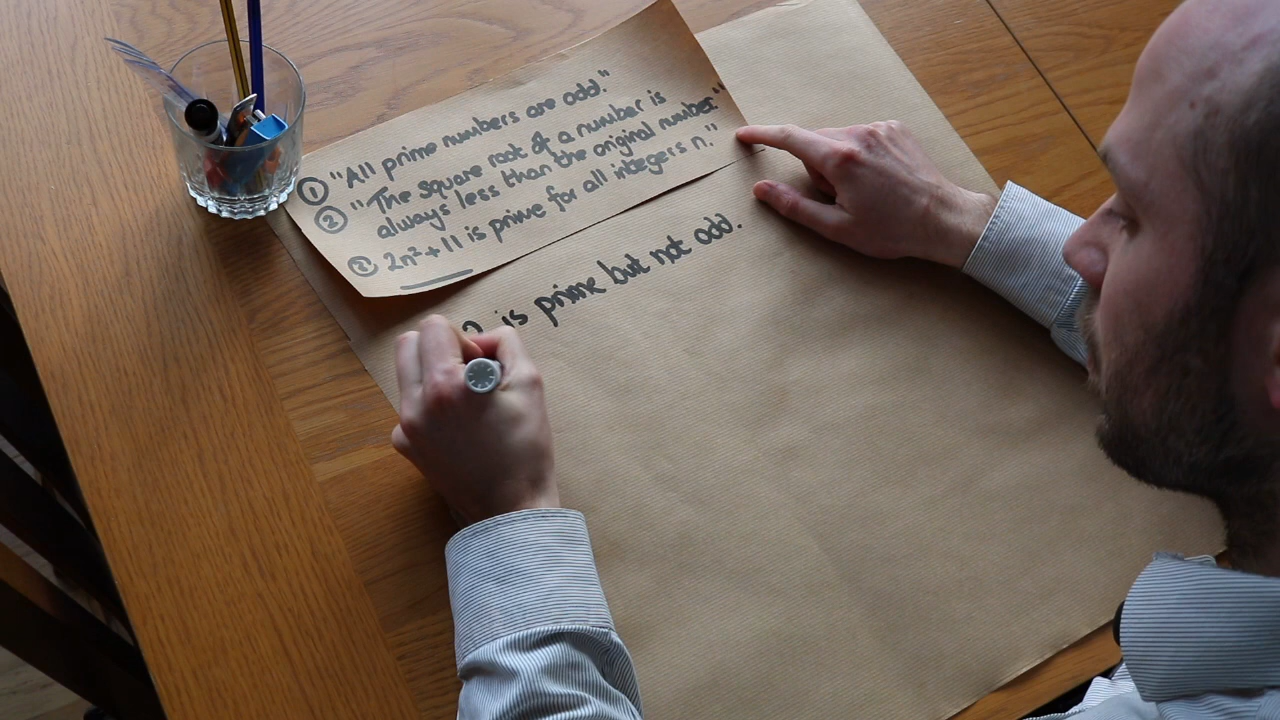 ① "All prime numbers are odd."
② "The square root of a number is
always less than the original number."
③ 2n²+11 is prime for all integers n."
2 is prime but not odd.